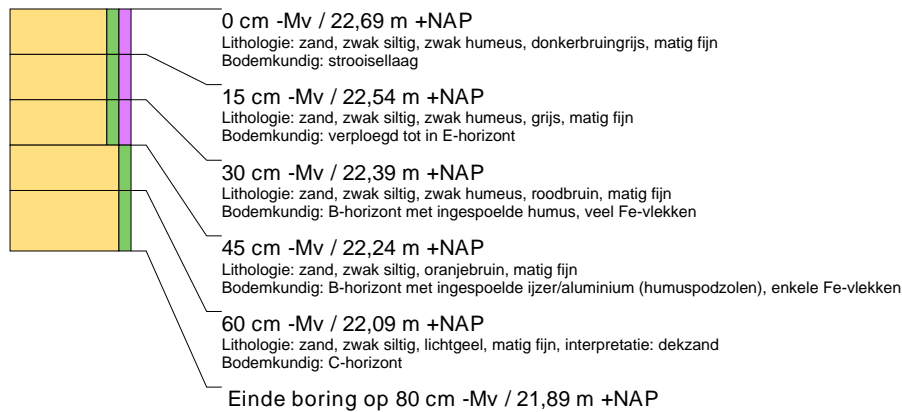 0 cm -Mv / 22,69 m +NAP
Lithologie: zand, zwak siltig, zwak humeus, donkerbruingrijs, matig fijn
Bodemkundig: strooisellaag
15 cm -Mv / 22,54 m +NAP
Lithologie: zand, zwak siltig, zwak humeus, grijs, matig fijn
Bodemkundig: verploegd tot in E-horizont
30 cm -Mv / 22,39 m +NAP
Lithologie: zand, zwak siltig, zwak humeus, roodbruin, matig fijn
Bodemkundig: B-horizont met ingespoelde humus, veel Fe-vlekken
45 cm -Mv / 22,24 m +NAP
Lithologie: zand, zwak siltig, oranjebruin, matig fijn
Bodemkundig: B-horizont met ingespoelde ijzer/aluminium (humuspodzolen), enkele Fe-vlekken
60 cm -Mv / 22,09 m +NAP
Lithologie: zand, zwak siltig, lichtgeel, matig fijn, interpretatie: dekzand
Bodemkundig: C-horizont
Einde boring op 80 cm -Mv / 21,89 m +NAP